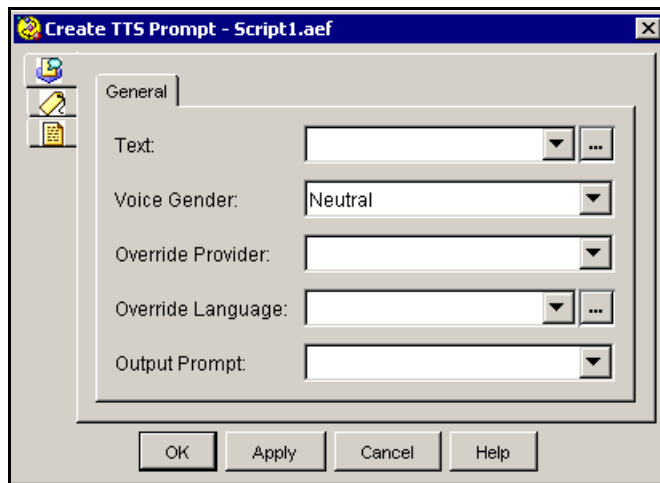 Create TTS Prompt - Script1.aef
General
Text:
...
Voice Gender: Neutral
Override Provider:
Override Language:
...
Output Prompt:
OK Apply Cancel Help